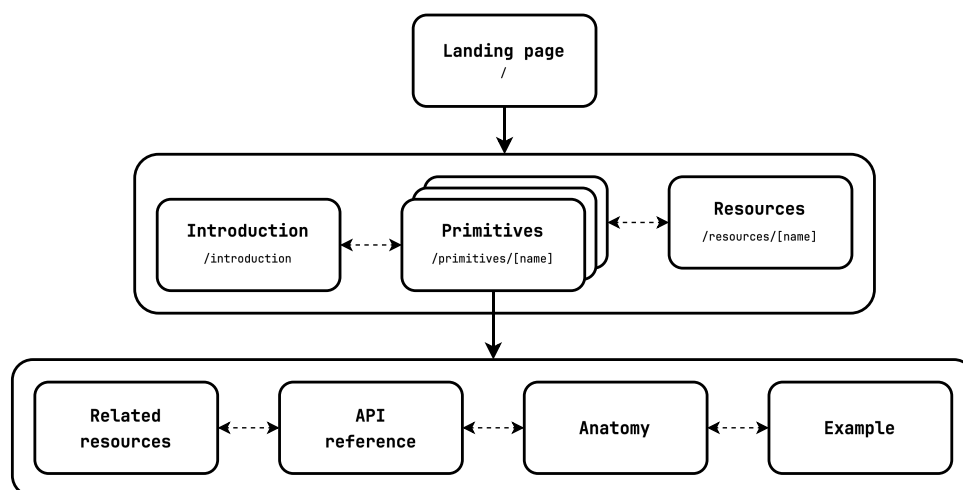 Landing page
/
Introduction
/introduction
Primitives
/primitives/[name]
Resources
/resources/[name]
Related
resources
API
reference
Anatomy
Example